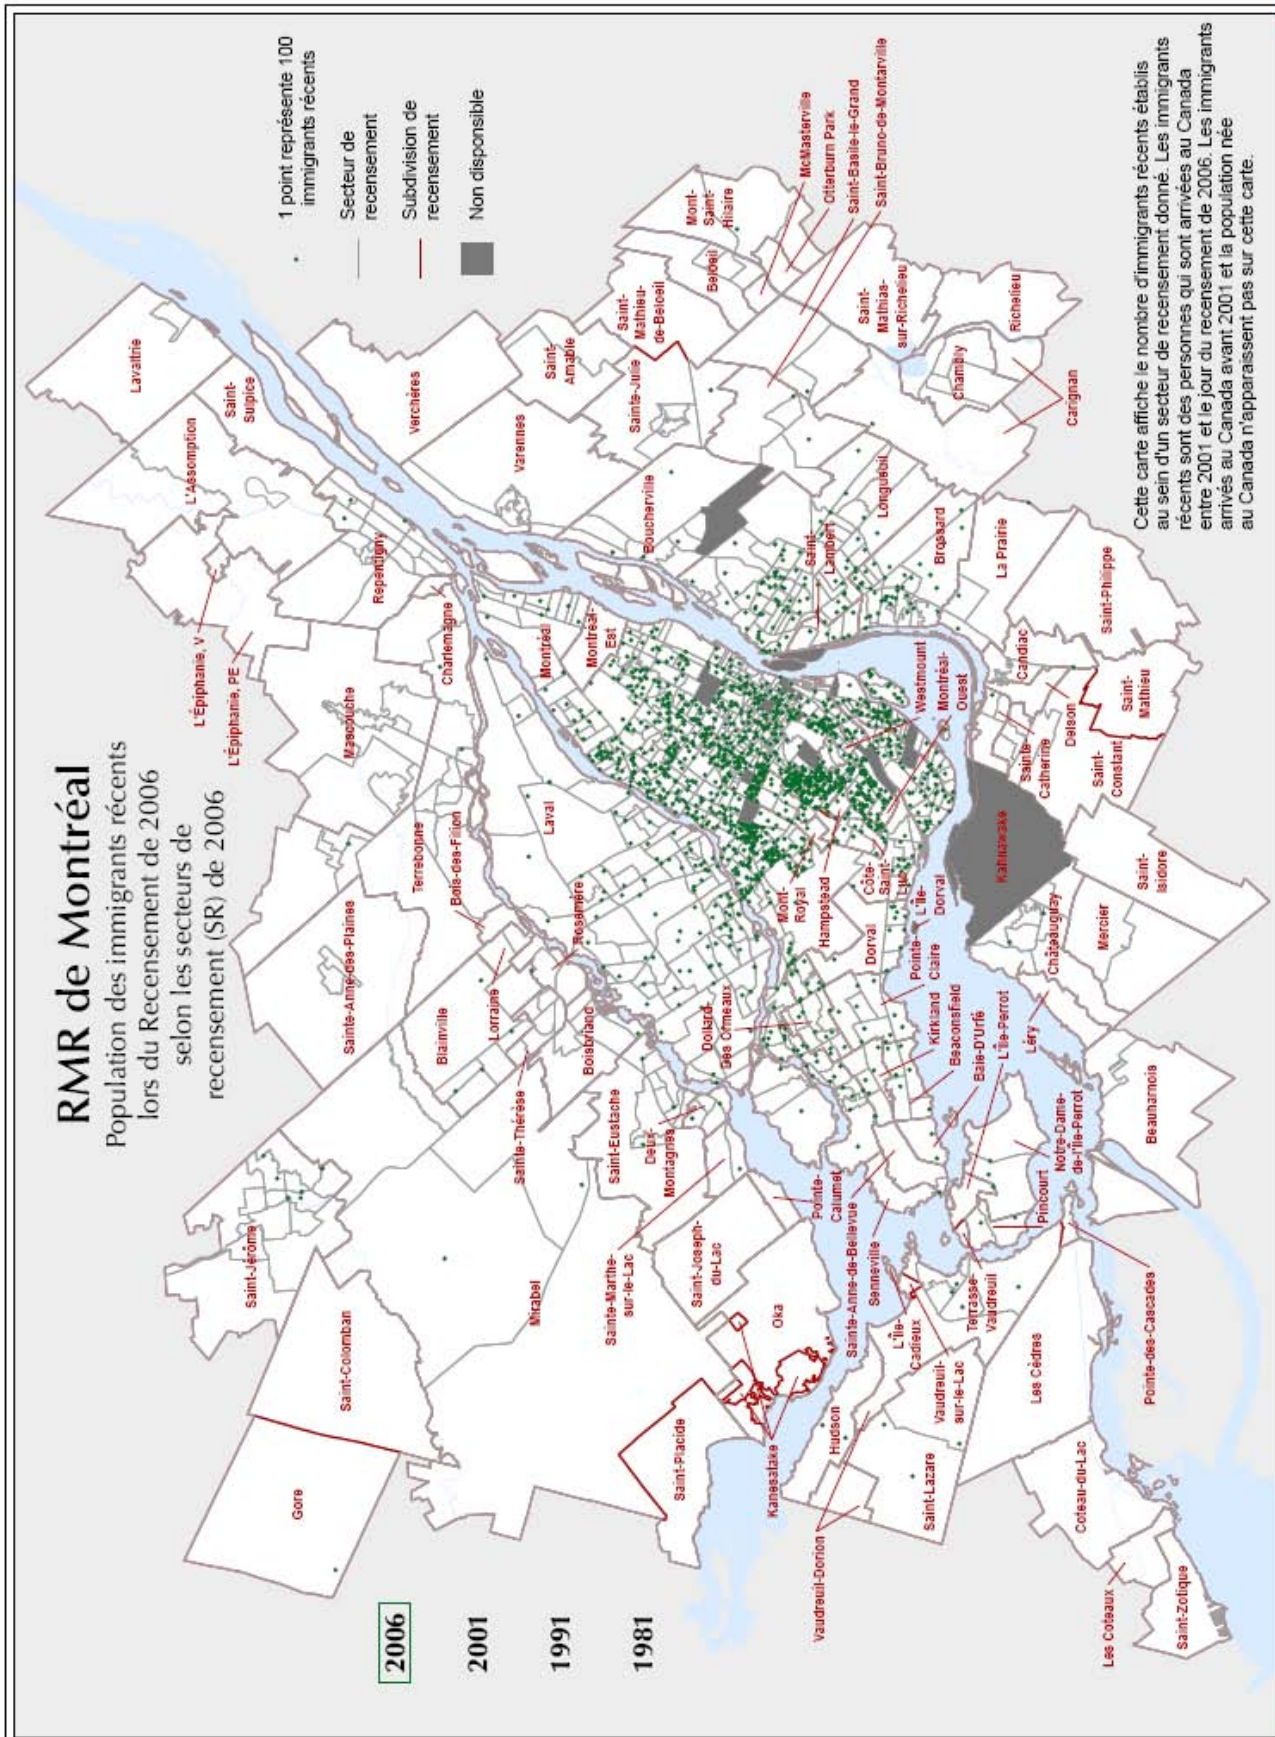 RMR de Montréal
Population des immigrants récents
lors du Recensement de 2006
selon les secteurs de
recensement (SR) de 2006
2006
2001
1991
1981
1 point représente 100
immigrants récents
Secteur de
recensement
Subdivision de
recensement
Non disponible
Gore
Saint-Colomban
Saint-Jérôme
Mirabel
Sainte-Anne-des-Plaines
Blainville
Lorraine
Bois-des-Filion
Terrebonne
Mascouche
L'Épiphanie, V
L'Épiphanie, PE
L'Assomption
Lavaltrie
Saint-
Sulpice
Repentigny
Charlemagne
Sainte-Thérèse
Boisbriand
Rosemère
Laval
Montréal
Montréal-
Est
Verchères
Varennes
Saint-
Amable
Sainte-Julie
Saint-
Mathieu-
de-Beloeil
Beloeil
Mont-
Saint-
Hilaire
McMasterville
Otterburn Park
Saint-Basile-le-Grand
Saint-Bruno-de-Montarville
Saint-
Mathias-
sur-Richelieu
Richelieu
Chambly
Carignan
Boucherville
Longueuil
Saint-
Lambert
Brossard
La Prairie
Saint-Philippe
Candiac
Saint-
Mathieu
Delson
Sainte-
Catherine
Saint-
Constant
Westmount
Montréal-
Ouest
Kahnawake
Saint-
Isidore
Mercier
Châteauguay
Léry
Beauharnois
Saint-Eustache
Deux-
Montagnes
Sainte-Marthe-
sur-le-Lac
Saint-Joseph-
du-Lac
Pointe-
Calumet
Oka
Kanesatake
Saint-Placide
Dollard-
Des Ormeaux
Mont-
Royal
Hampstead
Côte-
Saint-
Luc
Dorval
L'Île-
Dorval
Pointe-
Claire
Kirkland
Beaconsfield
Baie-D'Urfé
L'Île-Perrot
Notre-Dame-
de-l'Île-Perrot
Pincourt
Sainte-Anne-de-Bellevue
Senneville
L'Île-
Cadieux
Terrasse-
Vaudreuil
Vaudreuil-
sur-le-Lac
Hudson
Vaudreuil-Dorion
Saint-Lazare
Les Cèdres
Pointe-des-Cascades
Coteau-du-Lac
Les Coteaux
Saint-Zotique
Cette carte affiche le nombre d'immigrants récents établis
au sein d'un secteur de recensement donné. Les immigrants
récents sont des personnes qui sont arrivées au Canada
entre 2001 et le jour du recensement de 2006. Les immigrants
arrivés au Canada avant 2001 et la population née
au Canada n'apparaissent pas sur cette carte.